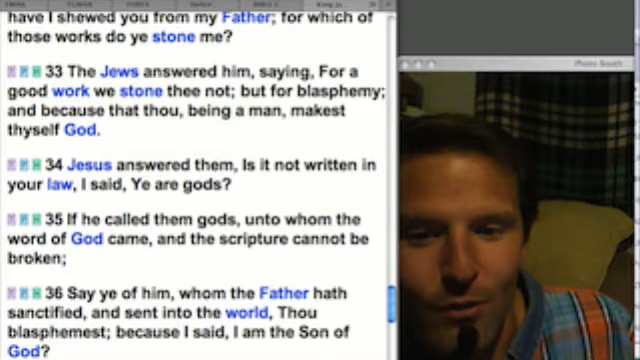 have I shewed you from my Father; for which of
those works do ye stone me?
33 The Jews answered him, saying, For a
good work we stone thee not; but for blasphemy;
and because that thou, being a man, makest
thyself God.
34 Jesus answered them, Is it not written in
your law, I said, Ye are gods?
35 If he called them gods, unto whom the
word of God came, and the scripture cannot be
broken;
36 Say ye of him, whom the Father hath
sanctified, and sent into the world, Thou
blasphemest; because I said, I am the Son of
God?
Photo Booth